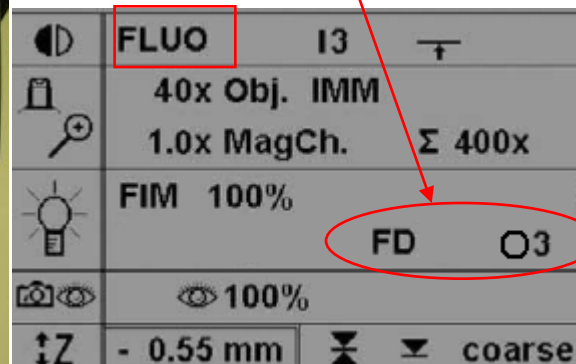 FLUO I3
40x Obj. IMM
1.0x MagCh. Σ 400x
FIM 100%
FD 3
100%
Z - 0.55 mm coarse